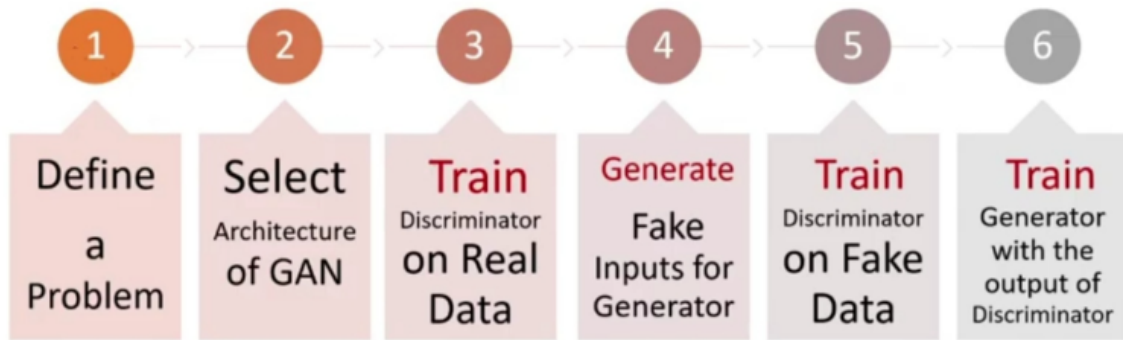 1
2
3
4
5
6
Define
a
Problem
Select
Architecture
of GAN
Train
Discriminator
on Real
Data
Generate
Fake
Inputs for
Generator
Train
Discriminator
on Fake
Data
Train
Generator
with the
output of
Discriminator